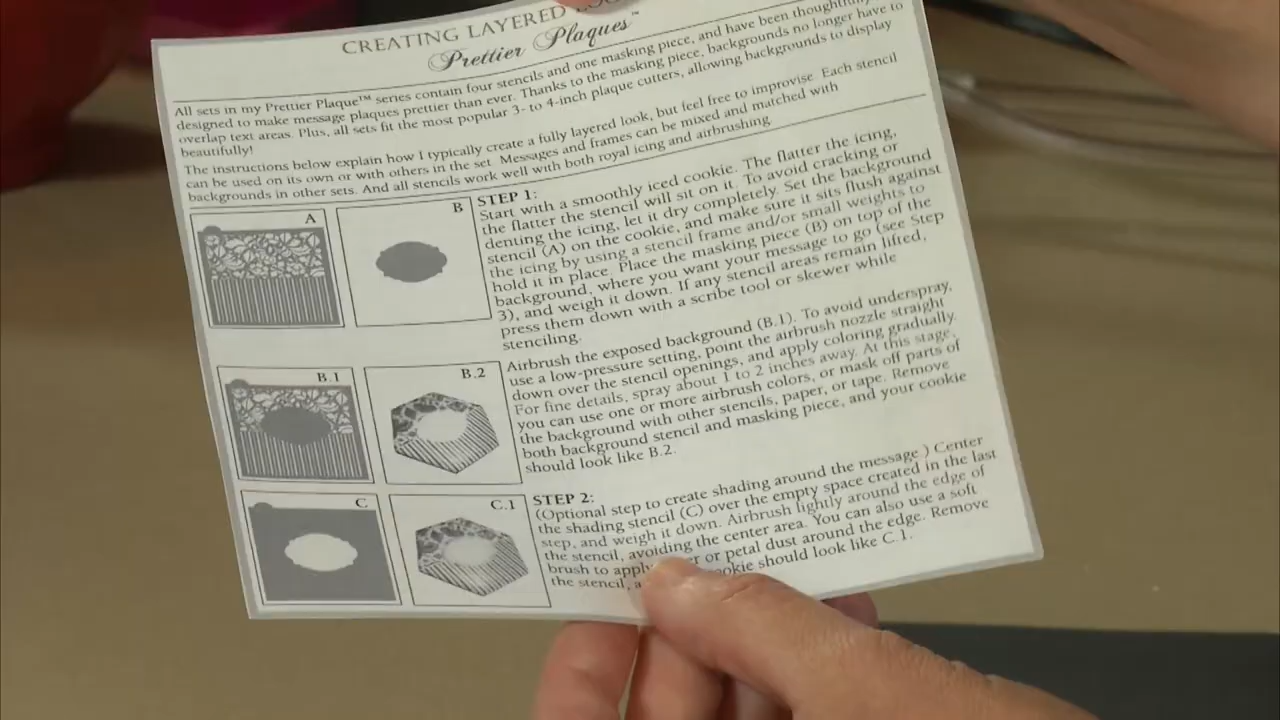 CREATING LAYERED
Prettier Plaques™
All sets in my Prettier Plaque™ series contain four stencils and one masking piece, and have been
designed to make message plaques prettier than ever. Thanks to the masking piece, backgrounds no longer have to
overlap text areas. Plus, all sets fit the most popular 3- to 4-inch plaque cutters, allowing backgrounds to display
beautifully!
The instructions below explain how I typically create a fully layered look, but feel free to improvise. Each stencil
can be used on its own or with others in the set. Messages and frames can be mixed and matched with
backgrounds in other sets. And all stencils work well with both royal icing and airbrushing.
A
B
STEP 1:
Start with a smoothly iced cookie. The flatter the icing,
the flatter the stencil will sit on it. To avoid cracking or
denting the icing, let it dry completely. Set the background
stencil (A) on the cookie, and make sure it sits flush against
the icing by using a stencil frame and/or small weights to
hold it in place. Place the masking piece (B) on top of the
background, where you want your message to go (see Step
3), and weigh it down. If any stencil areas remain lifted,
press them down with a scribe tool or skewer while
stenciling.
B.1
B.2
Airbrush the exposed background (B.1). To avoid underspray,
use a low-pressure setting, point the airbrush nozzle straight
down over the stencil openings, and apply coloring gradually.
For fine details, spray about 1 to 2 inches away. At this stage,
you can use one or more airbrush colors, or mask off parts of
the background with other stencils, paper, or tape. Remove
both background stencil and masking piece, and your cookie
should look like B.2.
C
C.1
STEP 2:
(Optional step to create shading around the message.) Center
the shading stencil (C) over the empty space created in the last
step, and weigh it down. Airbrush lightly around the edge of
the stencil, avoiding the center area. You can also use a soft
brush to apply or petal dust around the edge. Remove
the stencil, cookie should look like C.1.